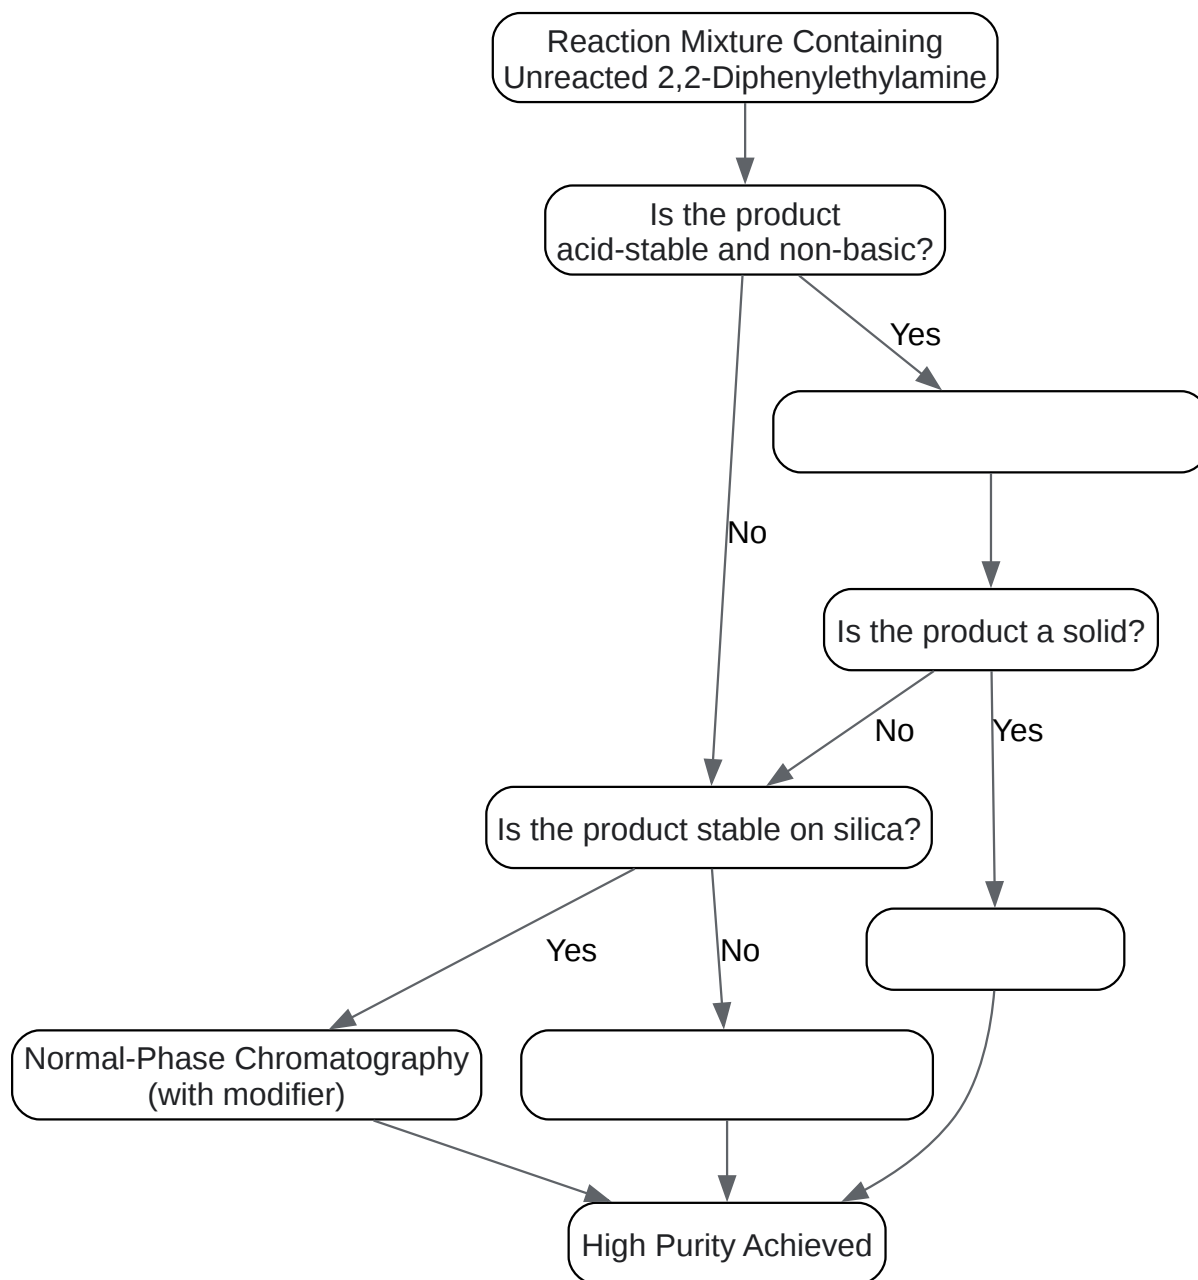 Reaction Mixture Containing
Unreacted 2,2-Diphenylethylamine
Is the product
acid-stable and non-basic?
Yes
No
Is the product a solid?
No
Yes
Is the product stable on silica?
Yes
No
Normal-Phase Chromatography
(with modifier)
High Purity Achieved